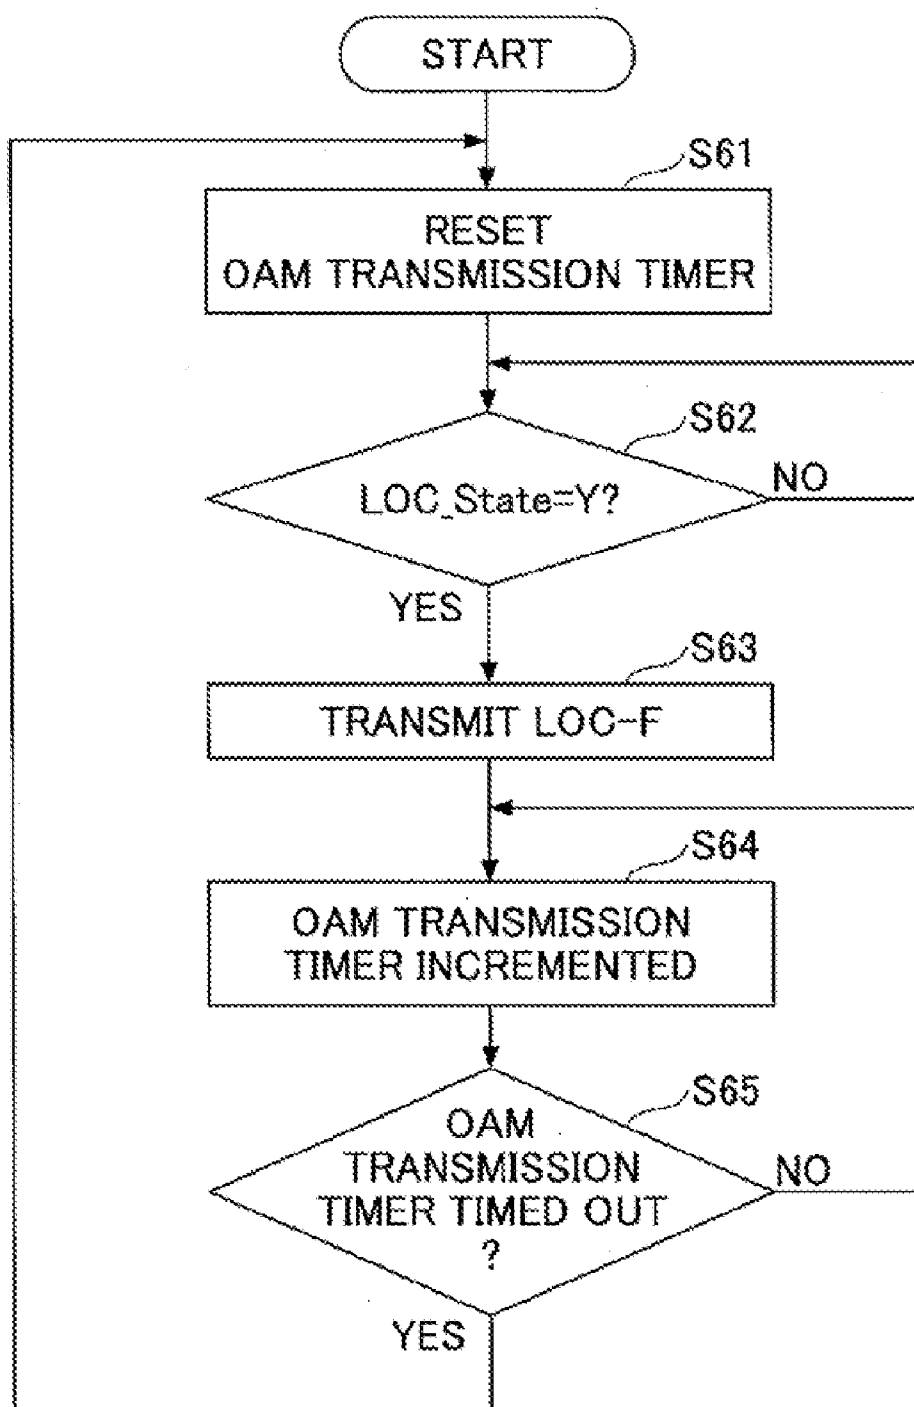 START
S61
RESET
OAM TRANSMISSION TIMER
S62
LOC_State=Y?
NO
YES
S63
TRANSMIT LOC-F
S64
OAM TRANSMISSION
TIMER INCREMENTED
S65
OAM
TRANSMISSION
TIMER TIMED OUT
?
NO
YES